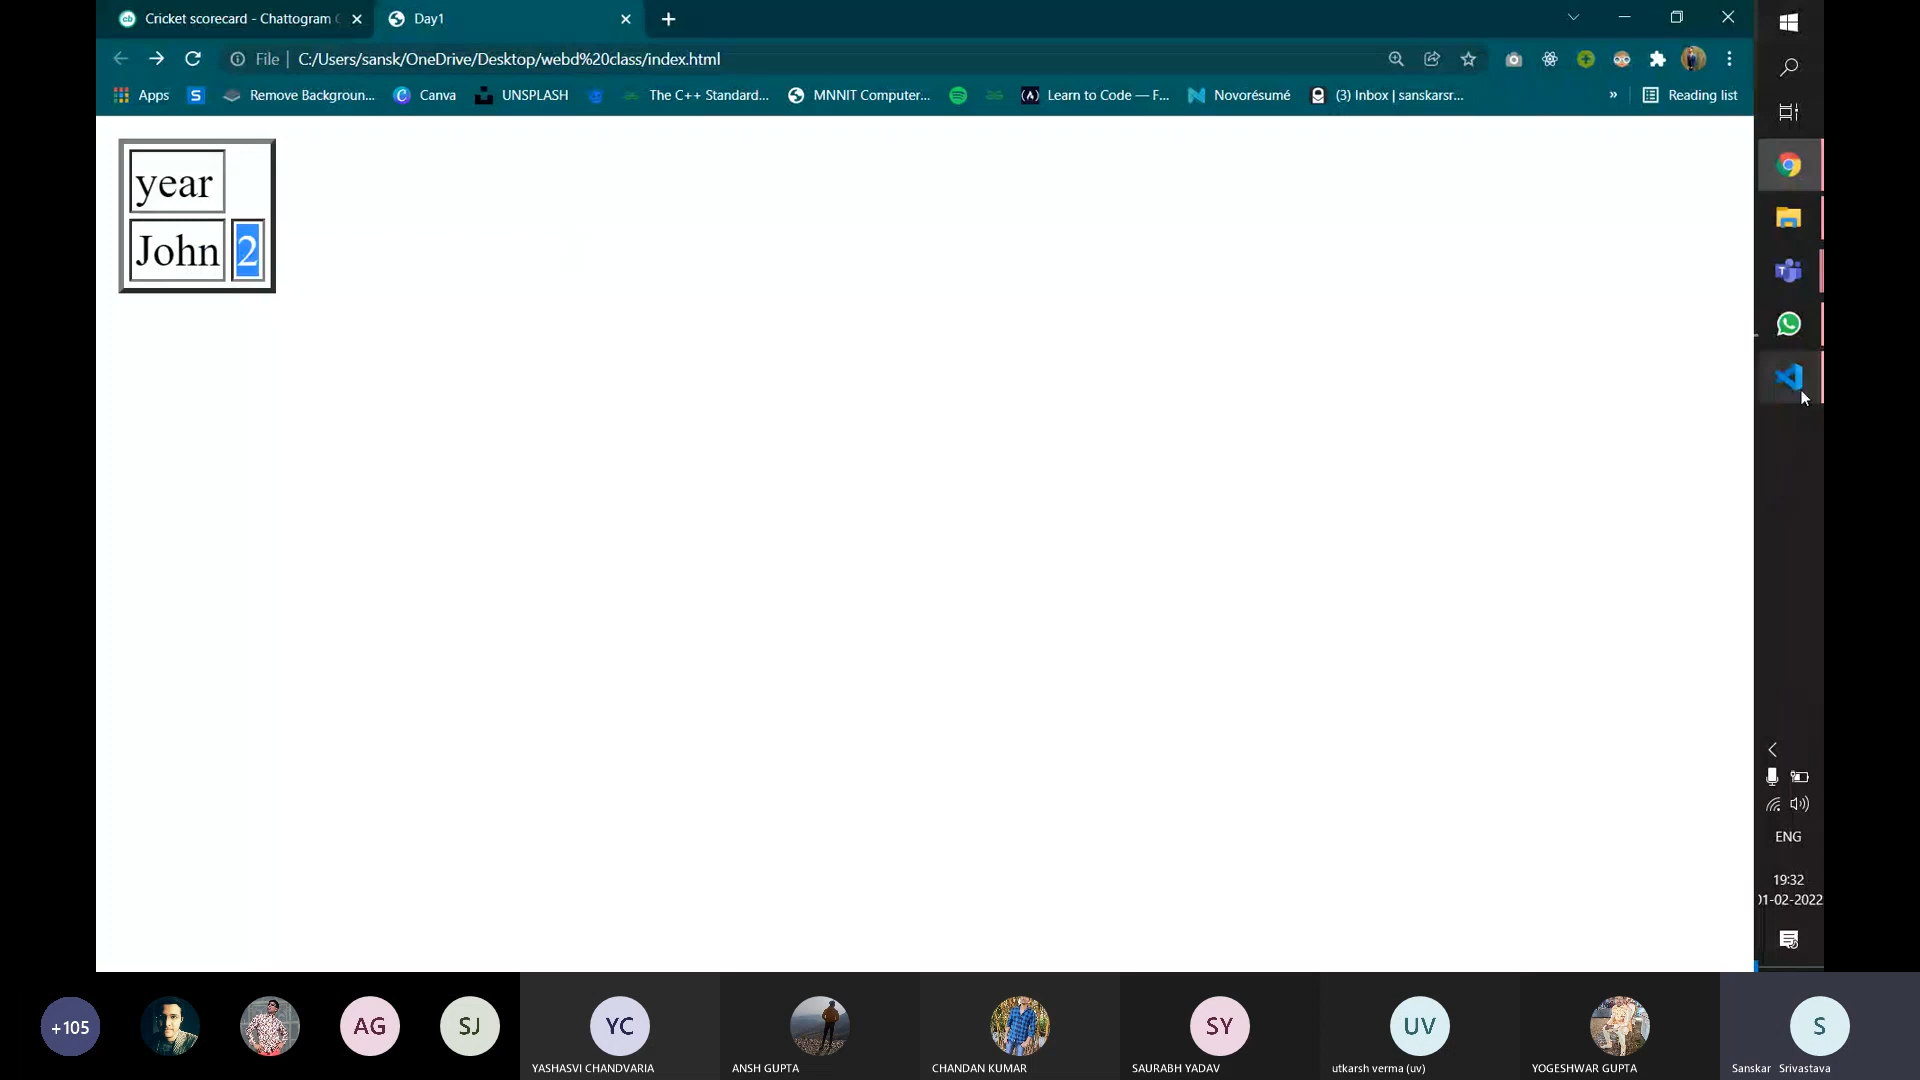 Cricket scorecard - Chattogram
Day1
File
C:/Users/sansk/OneDrive/Desktop/webd%20class/index.html
Apps
S
Remove Backgroun...
Canva
UNSPLASH
The C++ Standard...
MNNIT Computer...
Learn to Code — F...
Novorésumé
(3) Inbox | sanskarsr...
»
Reading list
year
John 2
ENG
19:32
01-02-2022
+105
AG
SJ
YC
SY
UV
S
YASHASVI CHANDVARIA
ANSH GUPTA
CHANDAN KUMAR
SAURABH YADAV
utkarsh verma (uv)
YOGESHWAR GUPTA
Sanskar Srivastava